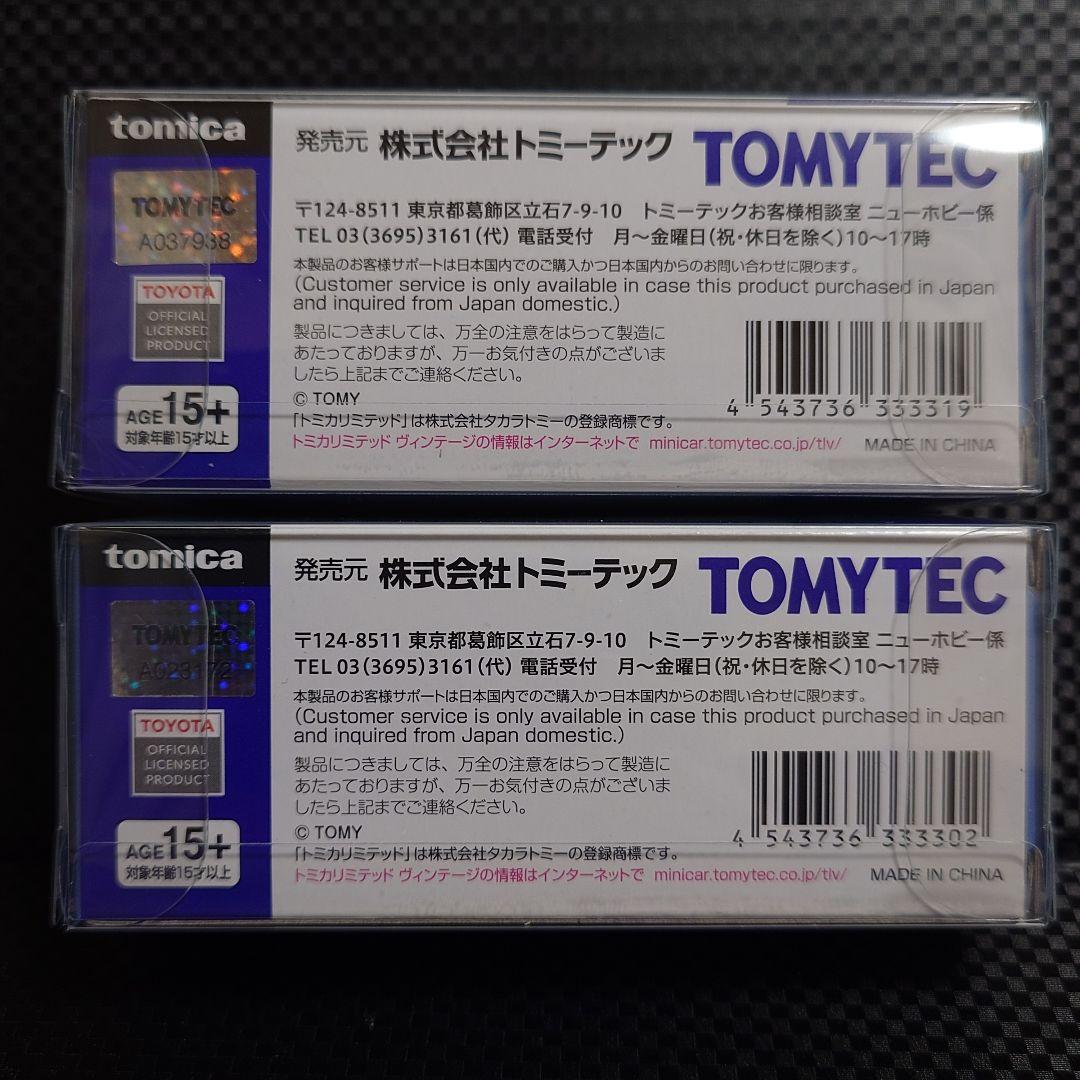 tomica
TOMYTEC
A037938
TOYOTA
OFFICIAL
LICENSED
PRODUCT
AGE 15+
対象年齢15才以上
発売元 株式会社トミーテック TOMYTEC
〒124-8511 東京都葛飾区立石7-9-10 トミーテックお客様相談室 ニューホビー係
TEL 03(3695)3161(代) 電話受付 月〜金曜日(祝・休日を除く)10〜17時
本製品のお客様サポートは日本国内でのご購入かつ日本国内からのお問い合わせに限ります。
(Customer service is only available in case this product purchased in Japan
and inquired from Japan domestic.)
製品につきましては、万全の注意をはらって製造に
あたっておりますが、万一お気付きの点がございま
したら上記までご連絡ください。
© TOMY
「トミカリミテッド」は株式会社タカラトミーの登録商標です。
トミカリミテッド ヴィンテージの情報はインターネットで minicar.tomytec.co.jp/tlv/
4 543736 333319
MADE IN CHINA
tomica
TOMYTEC
A023172
TOYOTA
OFFICIAL
LICENSED
PRODUCT
AGE 15+
対象年齢15才以上
発売元 株式会社トミーテック TOMYTEC
〒124-8511 東京都葛飾区立石7-9-10 トミーテックお客様相談室 ニューホビー係
TEL 03(3695)3161(代) 電話受付 月〜金曜日(祝・休日を除く)10〜17時
本製品のお客様サポートは日本国内でのご購入かつ日本国内からのお問い合わせに限ります。
(Customer service is only available in case this product purchased in Japan
and inquired from Japan domestic.)
製品につきましては、万全の注意をはらって製造に
あたっておりますが、万一お気付きの点がございま
したら上記までご連絡ください。
© TOMY
「トミカリミテッド」は株式会社タカラトミーの登録商標です。
トミカリミテッド ヴィンテージの情報はインターネットで minicar.tomytec.co.jp/tlv/
4 543736 333302
MADE IN CHINA